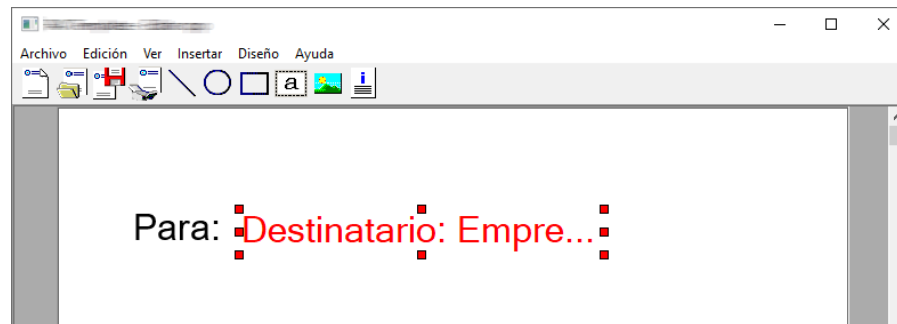 Archivo Edición Ver Insertar Diseño Ayuda
a i
Para: Destinatario: Empre...